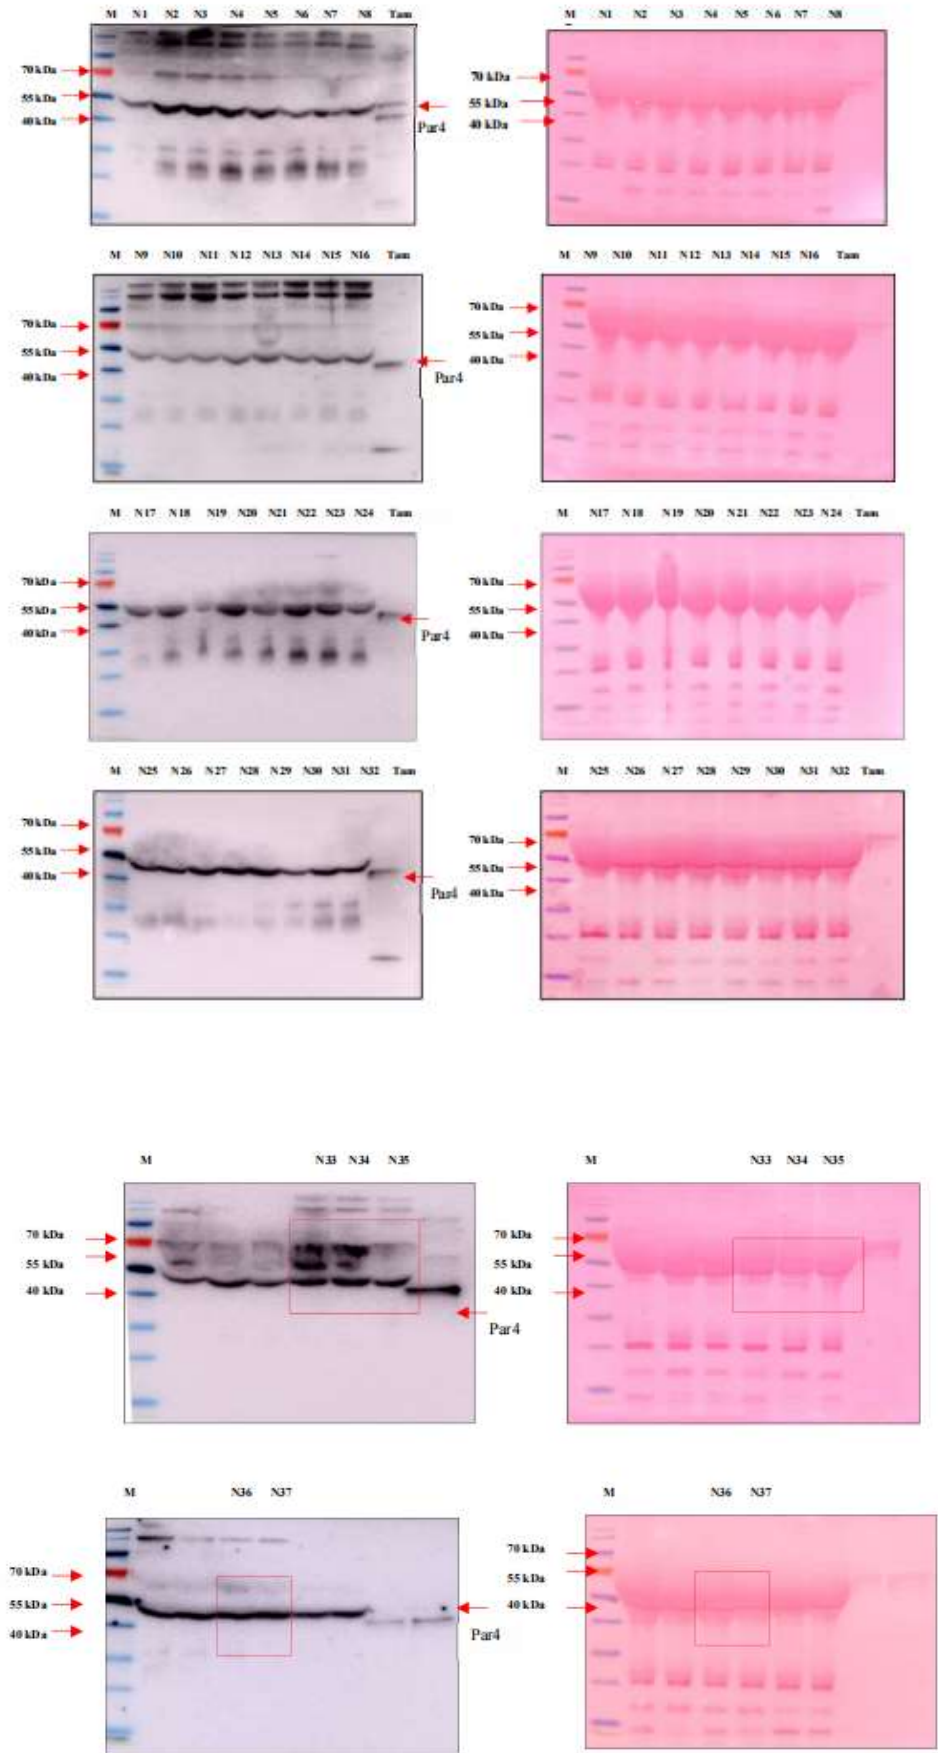 M N1 N2 N3 N4 N5 N6 N7 N8 Tam
70 kDa
55 kDa
40 kDa
Par4
M N1 N2 N3 N4 N5 N6 N7 N8
70 kDa
55 kDa
40 kDa
M N9 N10 N11 N12 N13 N14 N15 N16 Tam
70 kDa
55 kDa
40 kDa
Par4
M N9 N10 N11 N12 N13 N14 N15 N16 Tam
70 kDa
55 kDa
40 kDa
M N17 N18 N19 N20 N21 N22 N23 N24 Tam
70 kDa
55 kDa
40 kDa
Par4
M N17 N18 N19 N20 N21 N22 N23 N24 Tam
70 kDa
55 kDa
40 kDa
M N25 N26 N27 N28 N29 N30 N31 N32 Tam
70 kDa
55 kDa
40 kDa
Par4
M N25 N26 N27 N28 N29 N30 N31 N32 Tam
70 kDa
55 kDa
40 kDa
M N33 N34 N35
70 kDa
55 kDa
40 kDa
Par4
M N33 N34 N35
70 kDa
55 kDa
40 kDa
M N36 N37
70 kDa
55 kDa
40 kDa
Par4
M N36 N37
70 kDa
55 kDa
40 kDa